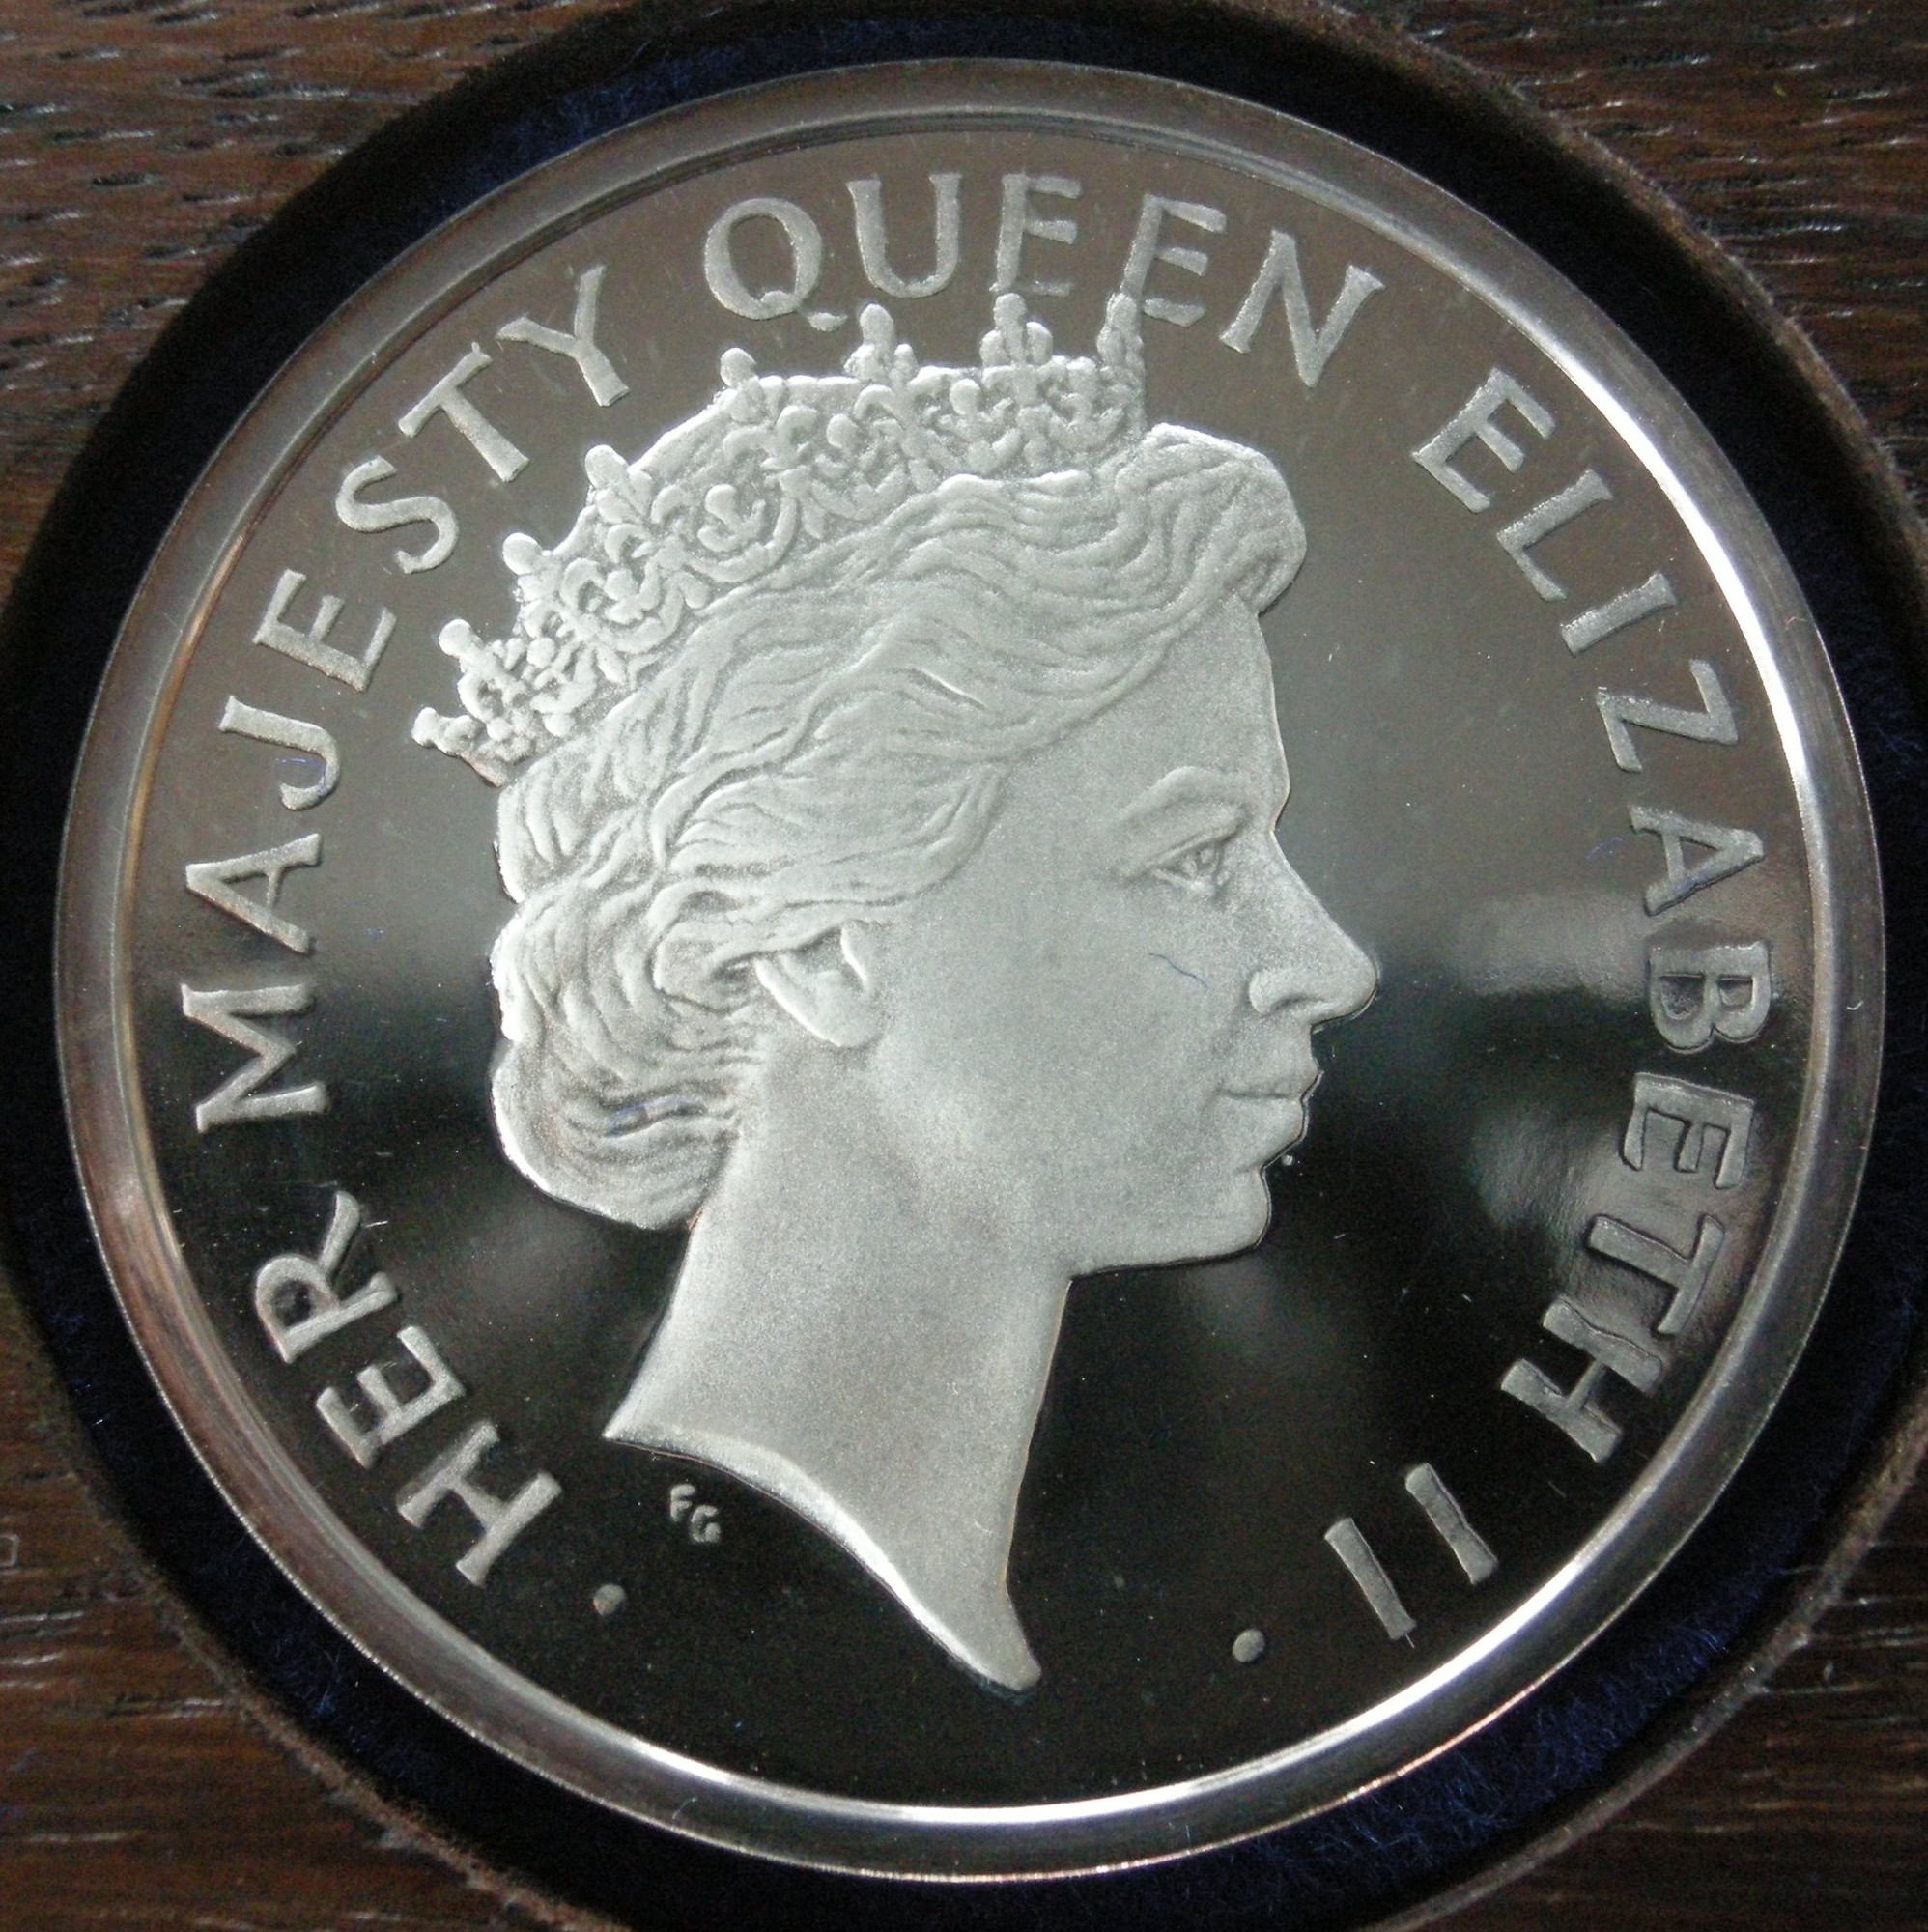 · HER MAJESTY QUEEN ELIZABETH II ·
FG